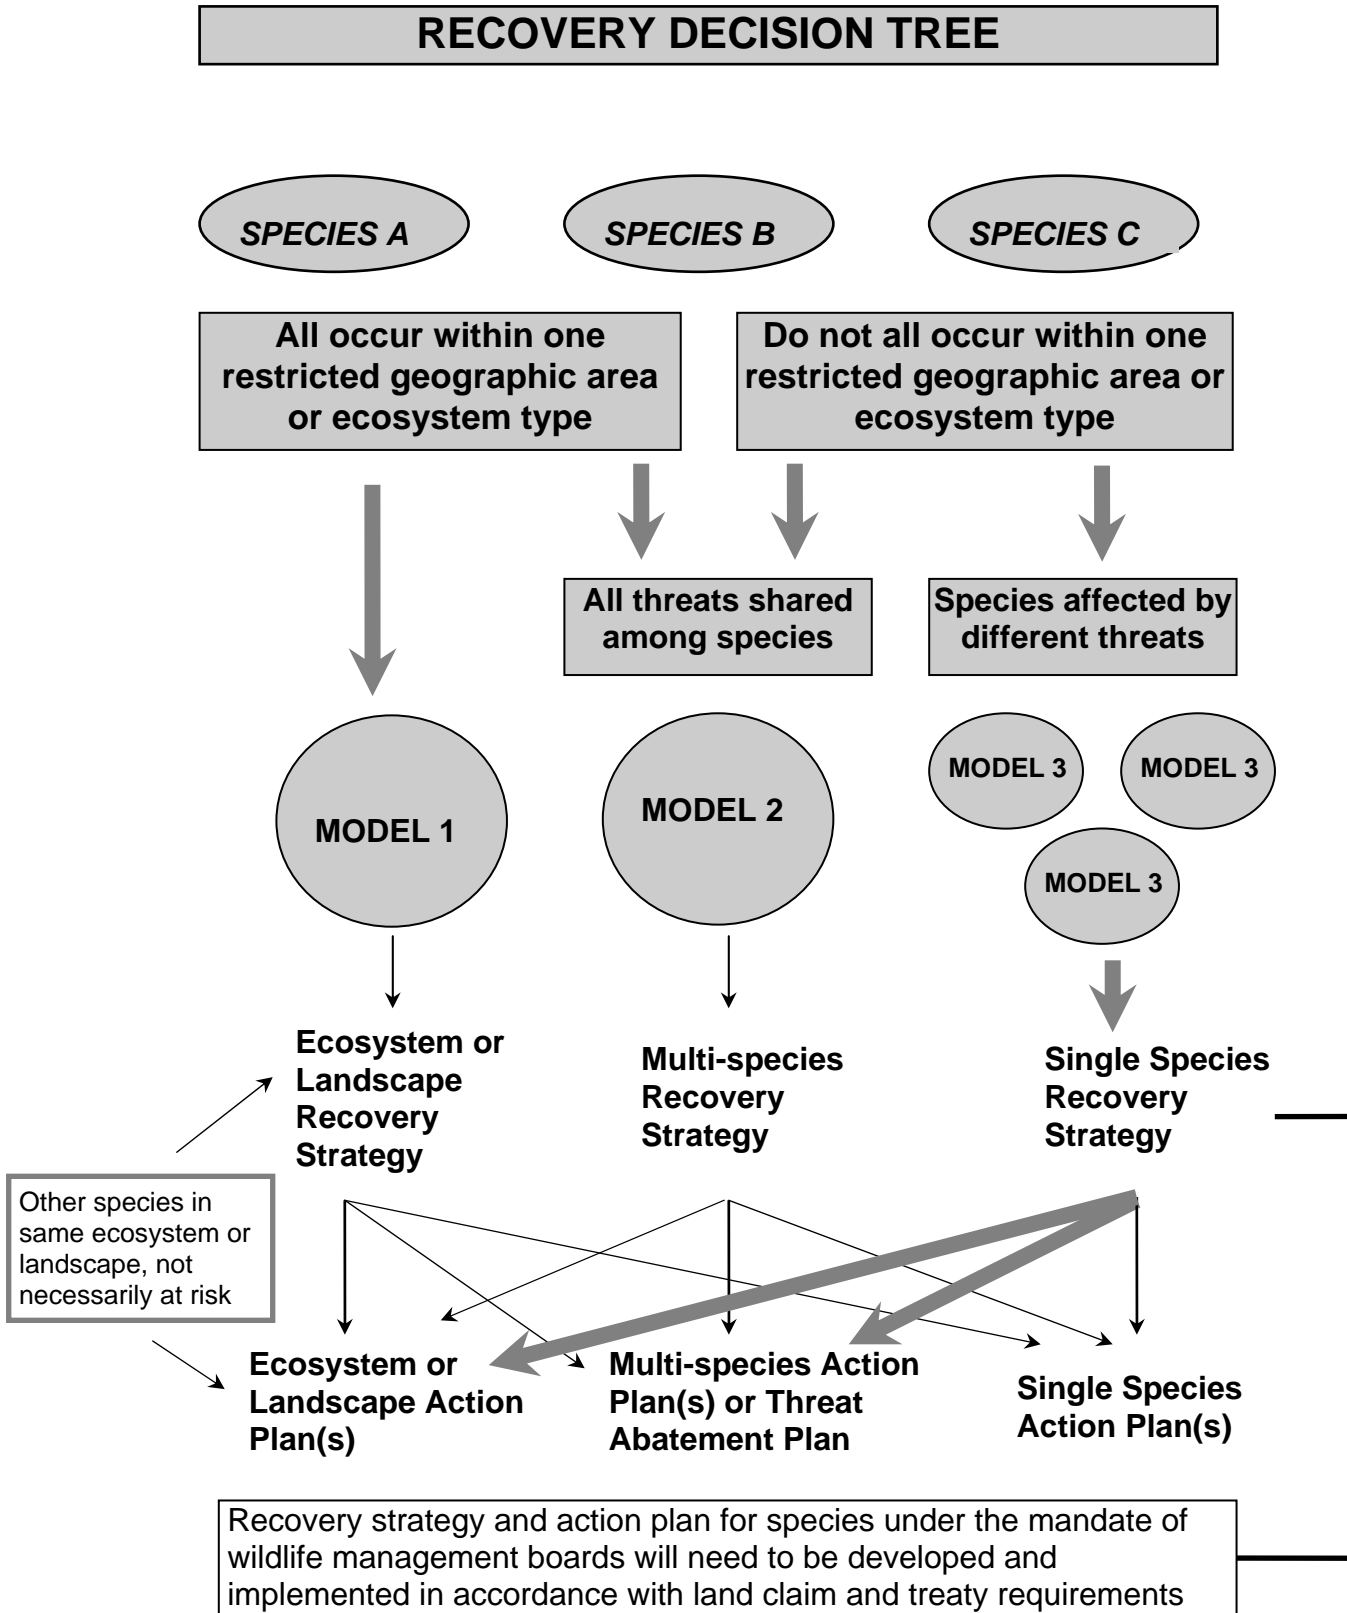 RECOVERY DECISION TREE
SPECIES A
SPECIES B
SPECIES C
All occur within one
restricted geographic area
or ecosystem type
Do not all occur within one
restricted geographic area or
ecosystem type
All threats shared
among species
Species affected by
different threats
MODEL 1
MODEL 2
MODEL 3
MODEL 3
MODEL 3
Ecosystem or
Landscape
Recovery
Strategy
Multi-species
Recovery
Strategy
Single Species
Recovery
Strategy
Other species in
same ecosystem or
landscape, not
necessarily at risk
Ecosystem or
Landscape Action
Plan(s)
Multi-species Action
Plan(s) or Threat
Abatement Plan
Single Species
Action Plan(s)
Recovery strategy and action plan for species under the mandate of
wildlife management boards will need to be developed and
implemented in accordance with land claim and treaty requirements